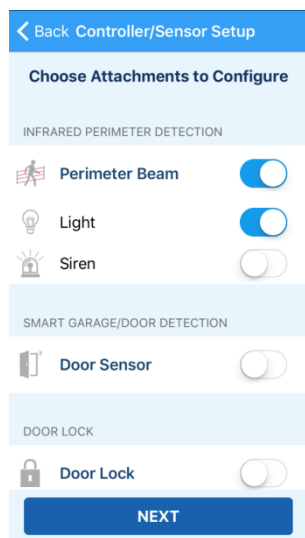 Back Controller/Sensor Setup
Choose Attachments to Configure
INFRARED PERIMETER DETECTION
Perimeter Beam
Light
Siren
SMART GARAGE/DOOR DETECTION
Door Sensor
DOOR LOCK
Door Lock
NEXT